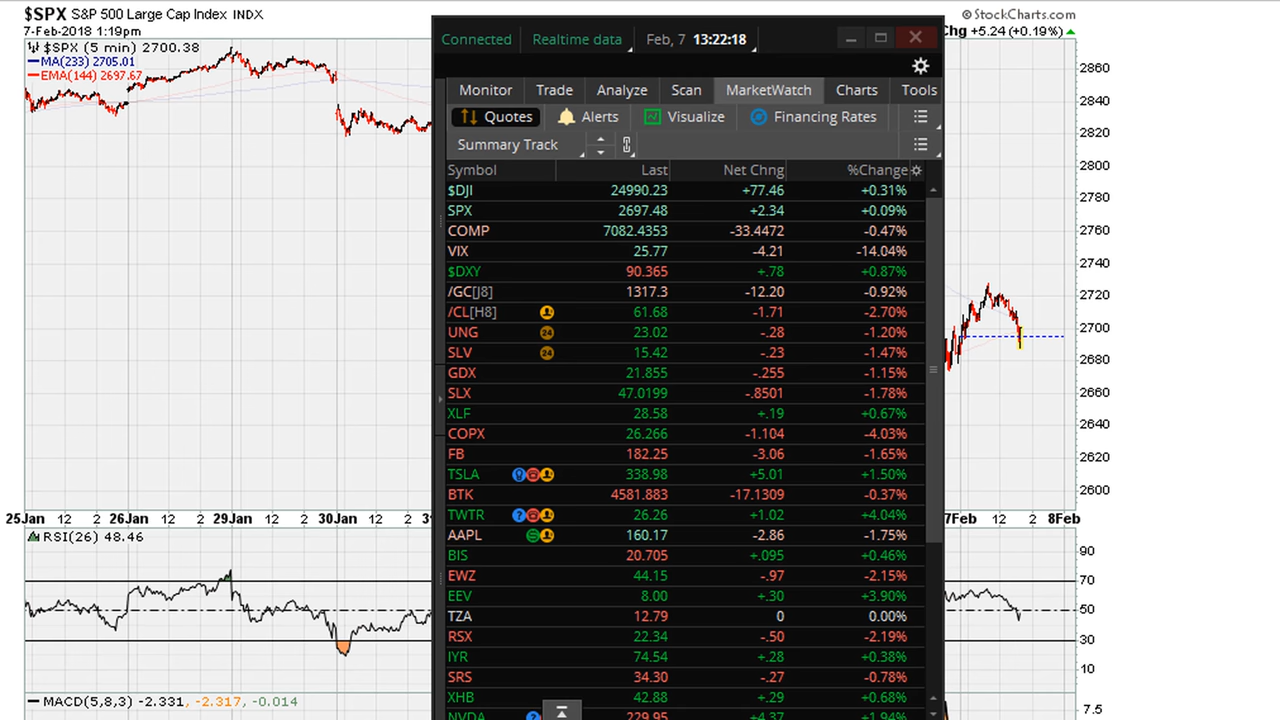 $SPX S&P 500 Large Cap Index INDX
© StockCharts.com
7-Feb-2018 1:19pm
Chg +5.24 (+0.19%)
$SPX (5 min) 2700.38
MA(233) 2705.01
EMA(144) 2697.67
Connected Realtime data Feb, 7 13:22:18
Monitor Trade Analyze Scan MarketWatch Charts Tools
Quotes Alerts Visualize Financing Rates
Summary Track
Symbol Last Net Chng %Change
$DJI 24990.23 +77.46 +0.31%
SPX 2697.48 +2.34 +0.09%
COMP 7082.4353 -33.4472 -0.47%
VIX 25.77 -4.21 -14.04%
$DXY 90.365 +.78 +0.87%
/GC[J8] 1317.3 -12.20 -0.92%
/CL[H8] 61.68 -1.71 -2.70%
UNG 24 23.02 -.28 -1.20%
SLV 24 15.42 -.23 -1.47%
GDX 21.855 -.255 -1.15%
SLX 47.0199 -.8501 -1.78%
XLF 28.58 +.19 +0.67%
COPX 26.266 -1.104 -4.03%
FB 182.25 -3.06 -1.65%
TSLA 338.98 +5.01 +1.50%
BTK 4581.883 -17.1309 -0.37%
TWTR ? 26.26 +1.02 +4.04%
AAPL 160.17 -2.86 -1.75%
BIS 20.705 +.095 +0.46%
EWZ 44.15 -.97 -2.15%
EEV 8.00 +.30 +3.90%
TZA 12.79 0 0.00%
RSX 22.34 -.50 -2.19%
IYR 74.54 +.28 +0.38%
SRS 34.30 -.27 -0.78%
XHB 42.88 +.29 +0.68%
NVDA ? 229.95 +4.37 +1.94%
2860
2840
2820
2800
2780
2760
2740
2720
2700
2680
2660
2640
2620
2600
25Jan 12 2 26Jan 12 2 29Jan 12 2 30Jan 12 2 7Feb 12 2 8Feb
RSI(26) 48.46
90
70
50
30
10
MACD(5,8,3) -2.331, -2.317, -0.014
7.5